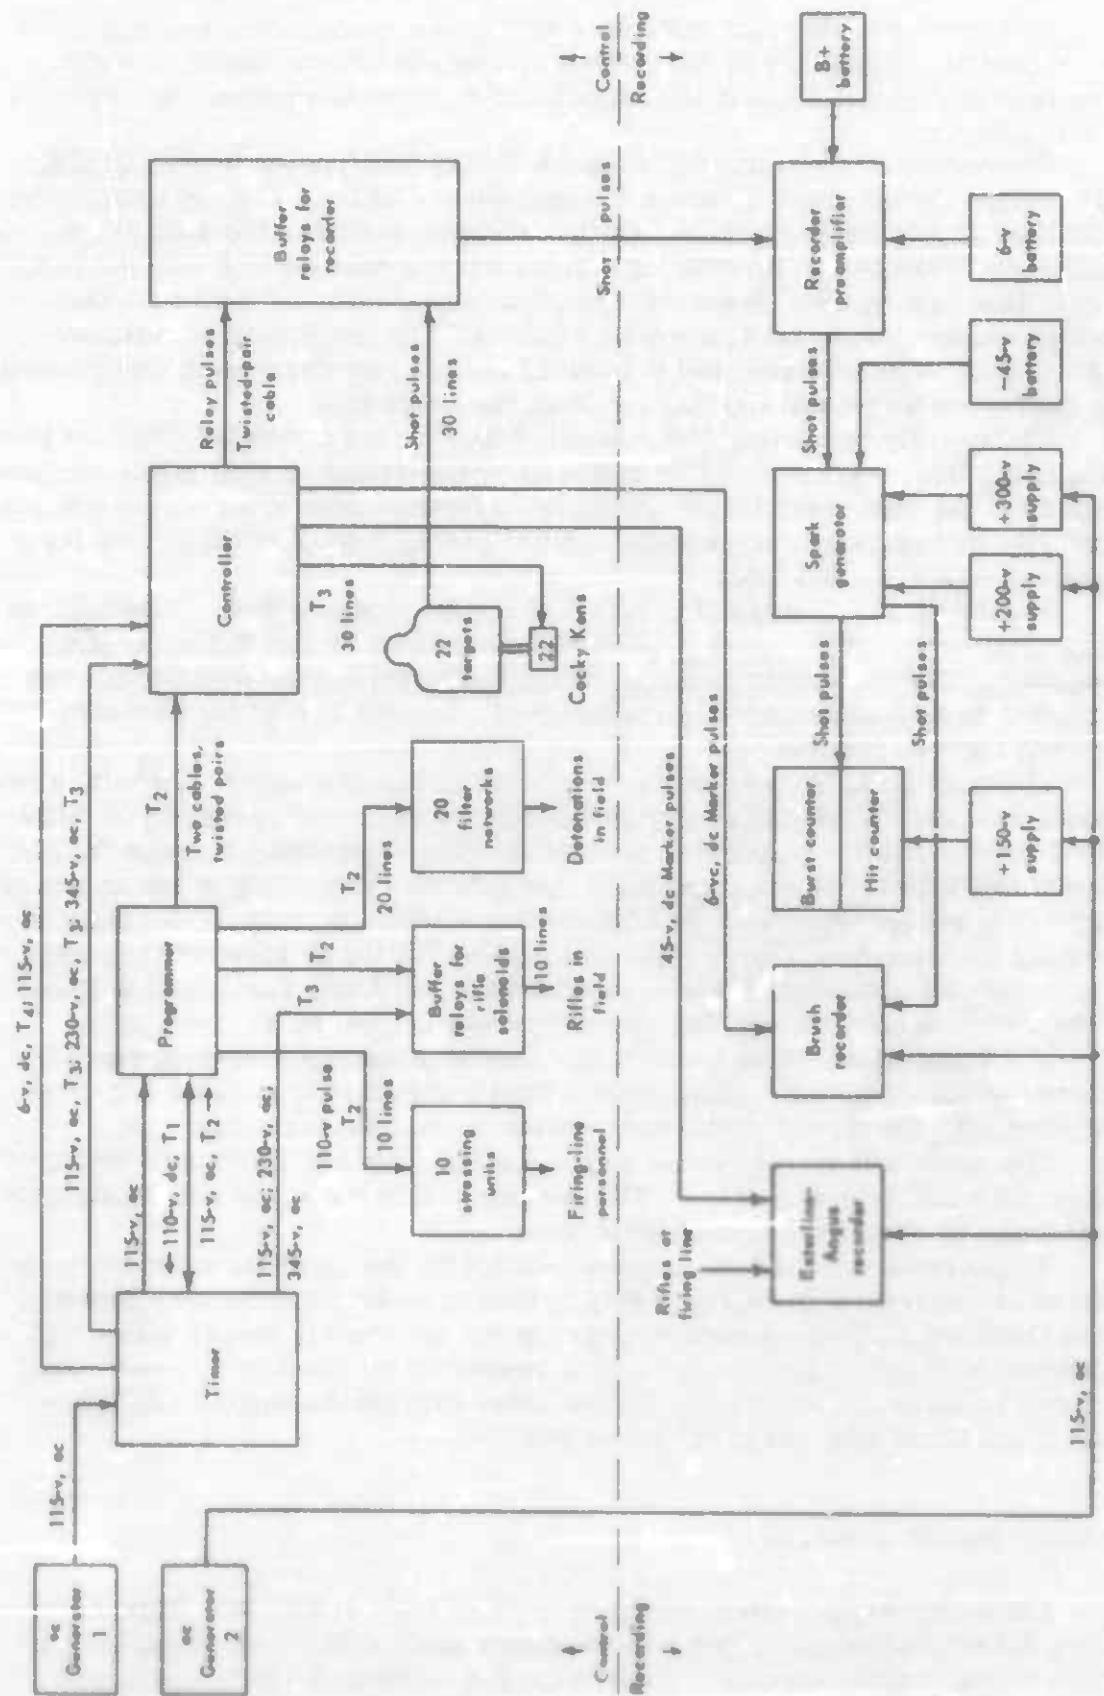 ac
Generator
1
115-v, ac
ac
Generator
2
6-v, dc, T4; 115-v, ac
115-v, ac, T3; 230-v, ac, T3; 345-v, ac, T3
Timer
115-v, ac
← 110-v, dc, T1
115-v, ac, T2 →
115-v, ac; 230-v, ac;
345-v, ac
Programmer
T2
Two cables,
twisted pairs
Controller
Relay pulses
Twisted-pair
cable
Buffer
relays for
recorder
110-v pulse
T2
10 lines
T3
T2
T2
20 lines
T3
30 lines
Shot pulses
30 lines
10
stressing
units
Buffer
relays for
rifle
solenoids
20
filter
networks
22
targets
22
Cocky Kens
10 lines
Firing-line
personnel
Rifles in
field
Detonations
in field
Shot pulses
Control
Recording
Control
Recording
45-v, dc Marker pulses
6-vc, dc Marker pulses
Rifles at
firing line
Esterline-
Angus
recorder
Brush
recorder
Burst counter
Hit counter
Shot pulses
Shot pulses
Spark
generator
Shot pulses
Recorder
preamplifier
B+
battery
+150-v
supply
+200-v
supply
+300-v
supply
-45-v
battery
6-v
battery
115-v, ac